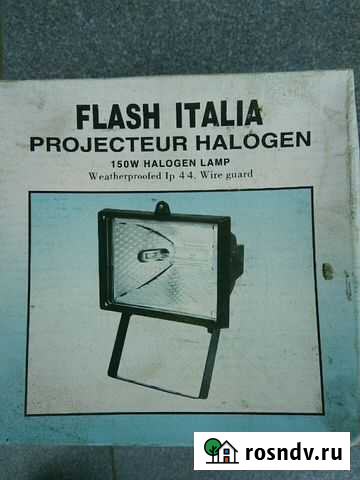 FLASH ITALIA
PROJECTEUR HALOGEN
150W HALOGEN LAMP
Weatherproofed Ip 44. Wire guard
rosndv.ru